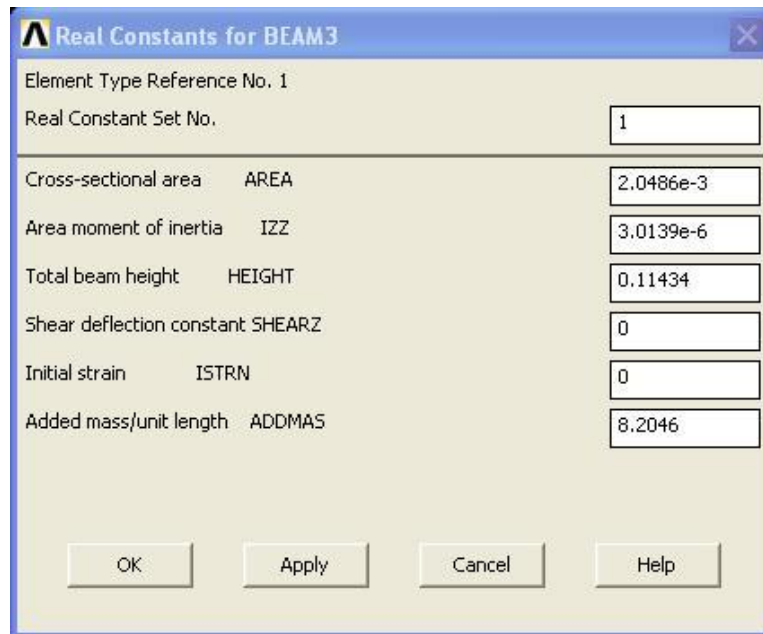 Real Constants for BEAM3
Element Type Reference No. 1
Real Constant Set No. 1
Cross-sectional area AREA 2.0486e-3
Area moment of inertia IZZ 3.0139e-6
Total beam height HEIGHT 0.11434
Shear deflection constant SHEARZ 0
Initial strain ISTRN 0
Added mass/unit length ADDMAS 8.2046
OK Apply Cancel Help